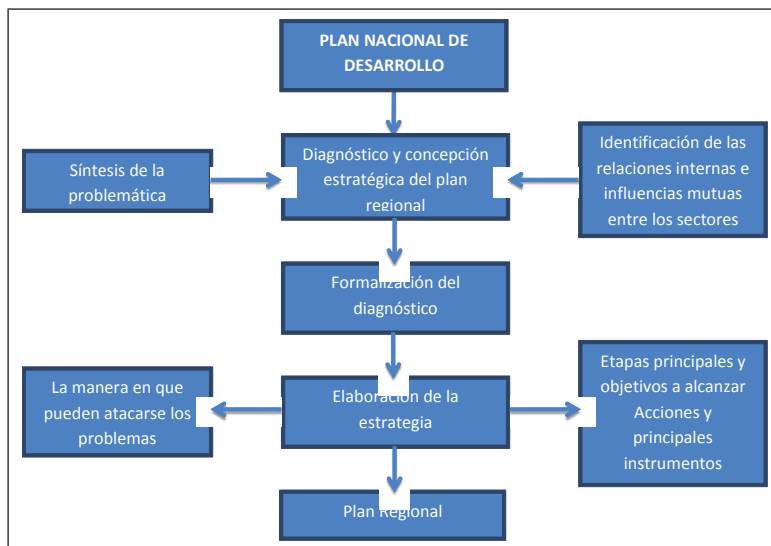 PLAN NACIONAL DE
DESARROLLO
Síntesis de la
problemática
Diagnóstico y concepción
estratégica del plan
regional
Identificación de las
relaciones internas e
influencias mutuas
entre los sectores
Formalización del
diagnóstico
La manera en que
pueden atacarse los
problemas
Elaboración de la
estrategia
Etapas principales y
objetivos a alcanzar
Acciones y
principales
instrumentos
Plan Regional